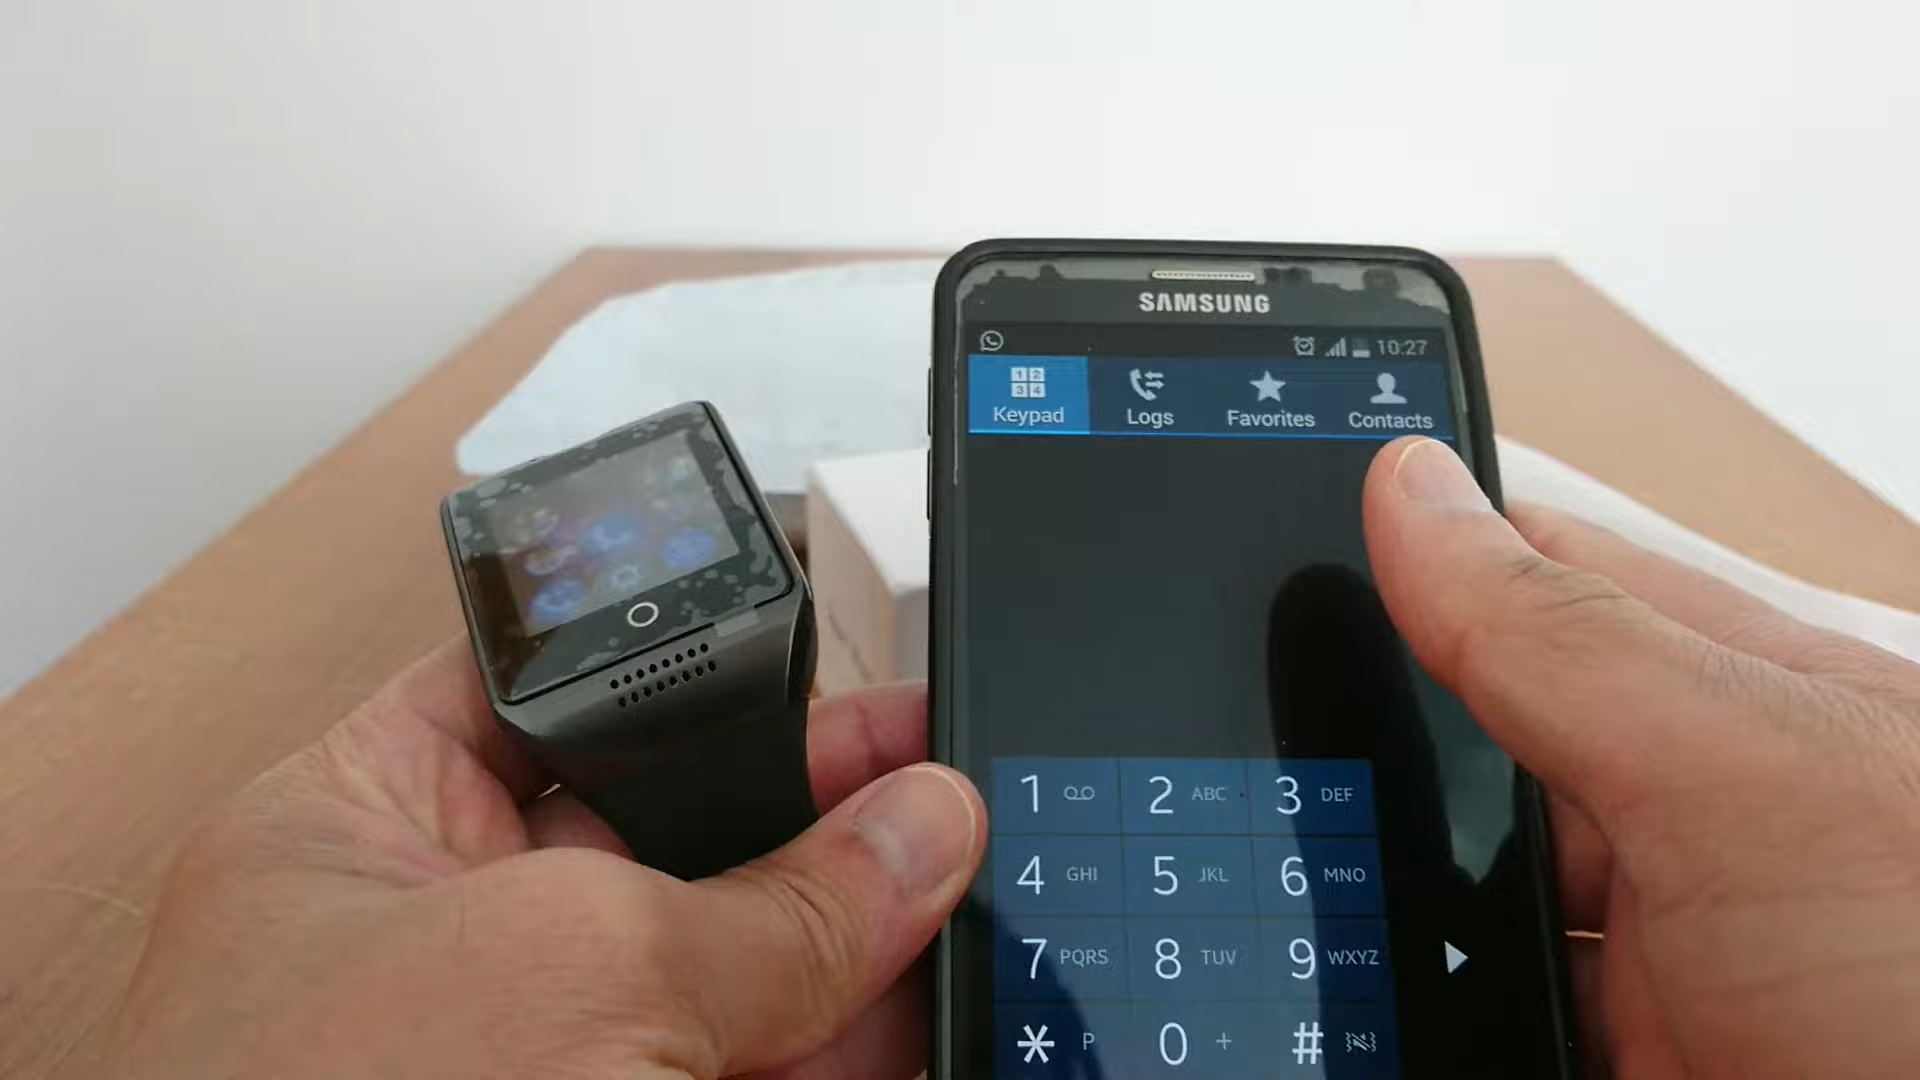 SAMSUNG
10:27
Keypad Logs Favorites Contacts
1 2 ABC 3 DEF
4 GHI 5 JKL 6 MNO
7 PQRS 8 TUV 9 WXYZ
* P 0 + #